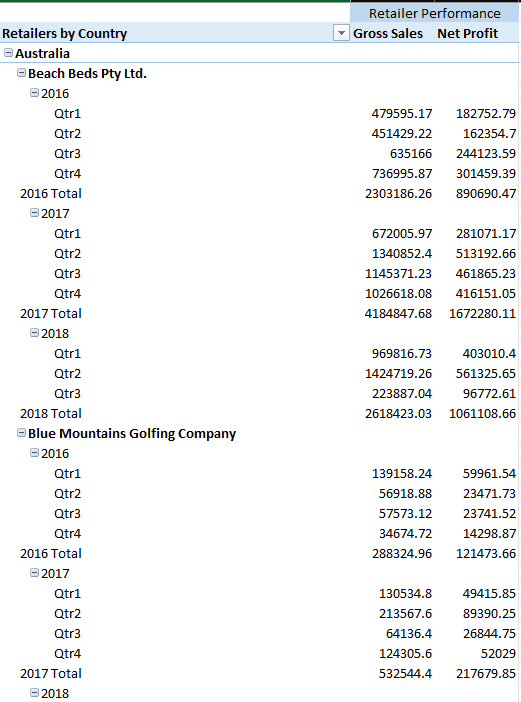 Retailer Performance
Retailers by Country Gross Sales Net Profit
Australia
Beach Beds Pty Ltd.
2016
Qtr1 479595.17 182752.79
Qtr2 451429.22 162354.7
Qtr3 635166 244123.59
Qtr4 736995.87 301459.39
2016 Total 2303186.26 890690.47
2017
Qtr1 672005.97 281071.17
Qtr2 1340852.4 513192.66
Qtr3 1145371.23 461865.23
Qtr4 1026618.08 416151.05
2017 Total 4184847.68 1672280.11
2018
Qtr1 969816.73 403010.4
Qtr2 1424719.26 561325.65
Qtr3 223887.04 96772.61
2018 Total 2618423.03 1061108.66
Blue Mountains Golfing Company
2016
Qtr1 139158.24 59961.54
Qtr2 56918.88 23471.73
Qtr3 57573.12 23741.52
Qtr4 34674.72 14298.87
2016 Total 288324.96 121473.66
2017
Qtr1 130534.8 49415.85
Qtr2 213567.6 89390.25
Qtr3 64136.4 26844.75
Qtr4 124305.6 52029
2017 Total 532544.4 217679.85
2018